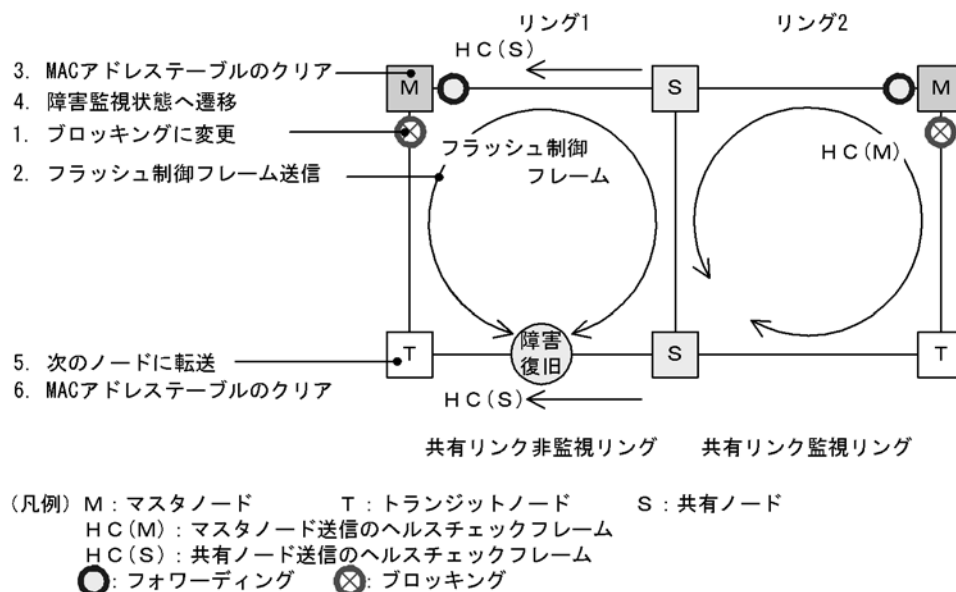 リング1
リング2
HC(S)
3. MACアドレステーブルのクリア
M
S
M
4. 障害監視状態へ遷移
1. ブロッキングに変更
フラッシュ制御
フレーム
HC(M)
2. フラッシュ制御フレーム送信
T
障害
復旧
S
T
5. 次のノードに転送
6. MACアドレステーブルのクリア
HC(S)
共有リンク非監視リング
共有リンク監視リング
(凡例) M:マスタノード T:トランジットノード S:共有ノード
HC(M):マスタノード送信のヘルスチェックフレーム
HC(S):共有ノード送信のヘルスチェックフレーム
:フォワーディング :ブロッキング